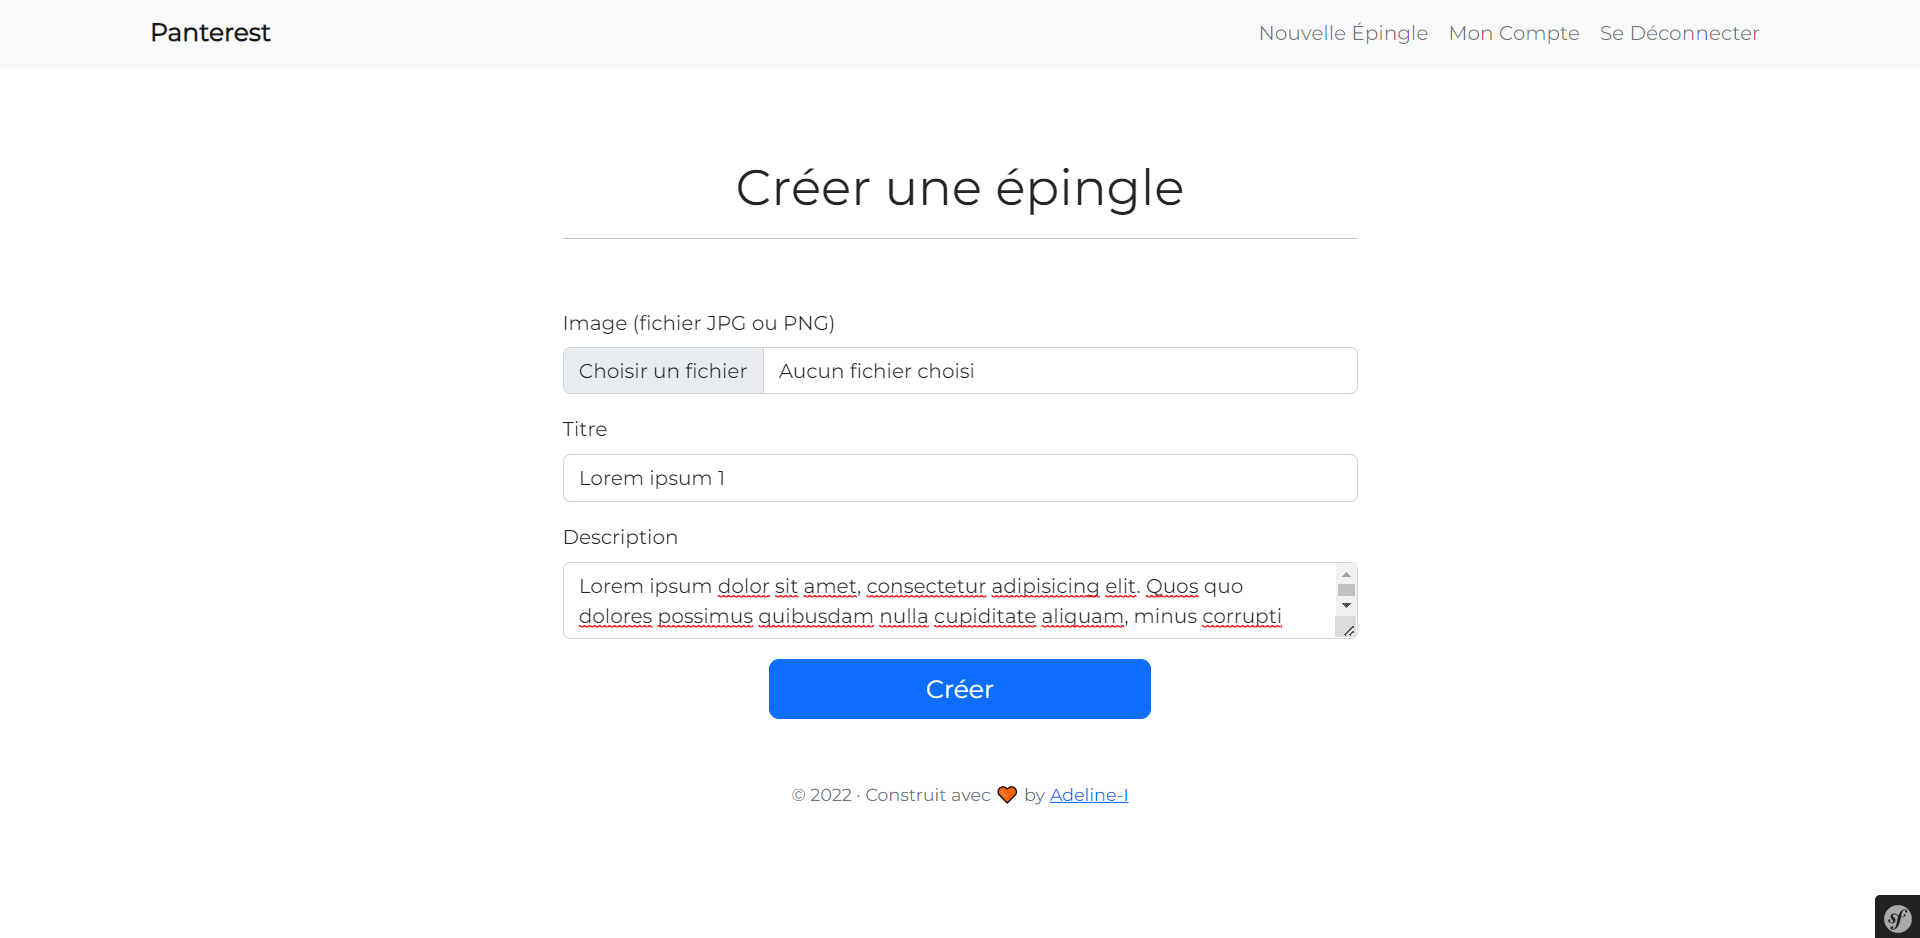 Panterest
Nouvelle Épingle Mon Compte Se Déconnecter
Créer une épingle
Image (fichier JPG ou PNG)
Choisir un fichier Aucun fichier choisi
Titre
Lorem ipsum 1
Description
Lorem ipsum dolor sit amet, consectetur adipisicing elit. Quos quo
dolores possimus quibusdam nulla cupiditate aliquam, minus corrupti
Créer
© 2022 · Construit avec 🧡 by Adeline-I
sf